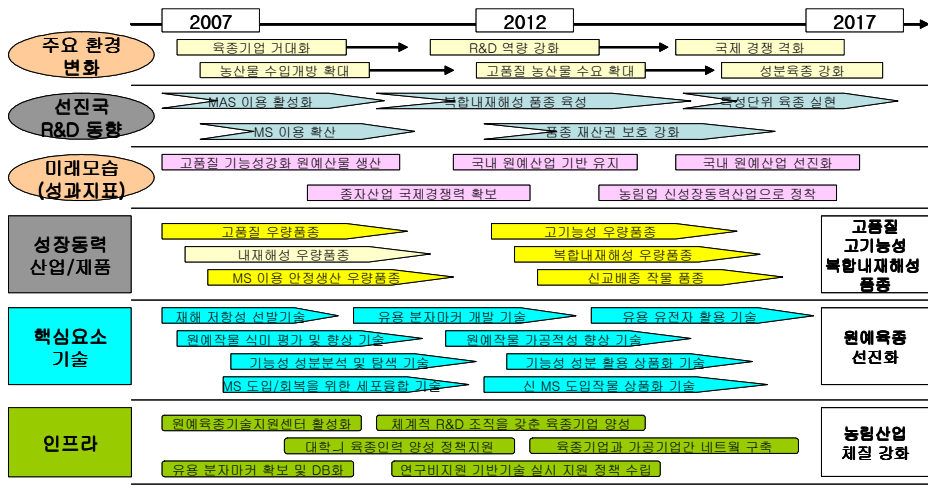 2007
2012
2017
주요 환경
변화
육종기업 거대화
R&D 역량 강화
국제 경쟁 격화
농산물 수입개방 확대
고품질 농산물 수요 확대
성분육종 강화
선진국
R&D 동향
MAS 이용 활성화
복합내재해성 품종 육성
특성단위 육종 실현
MS 이용 확산
품종 재산권 보호 강화
미래모습
(성과지표)
고품질 기능성강화 원예산물 생산
국내 원예산업 기반 유지
국내 원예산업 선진화
종자산업 국제경쟁력 확보
농림업 신성장동력산업으로 정착
성장동력
산업/제품
고품질 우량품종
고기능성 우량품종
내재해성 우량품종
복합내재해성 우량품종
MS 이용 안정생산 우량품종
신교배종 작물 품종
고품질
고기능성
복합내재해성
품종
핵심요소
기술
재해 저항성 선발기술
유용 분자마커 개발 기술
유용 유전자 활용 기술
원예작물 식미 평가 및 향상 기술
원예작물 가공적성 향상 기술
기능성 성분분석 및 탐색 기술
기능성 성분 활용 상품화 기술
MS 도입/회복을 위한 세포융합 기술
신 MS 도입작물 상품화 기술
원예육종
선진화
인프라
원예육종기술지원센터 활성화
체계적 R&D 조직을 갖춘 육종기업 양성
대학의 육종인력 양성 정책지원
육종기업과 가공기업간 네트웍 구축
유용 분자마커 확보 및 DB화
연구비지원 기반기술 실시 지원 정책 수립
농림산업
체질 강화